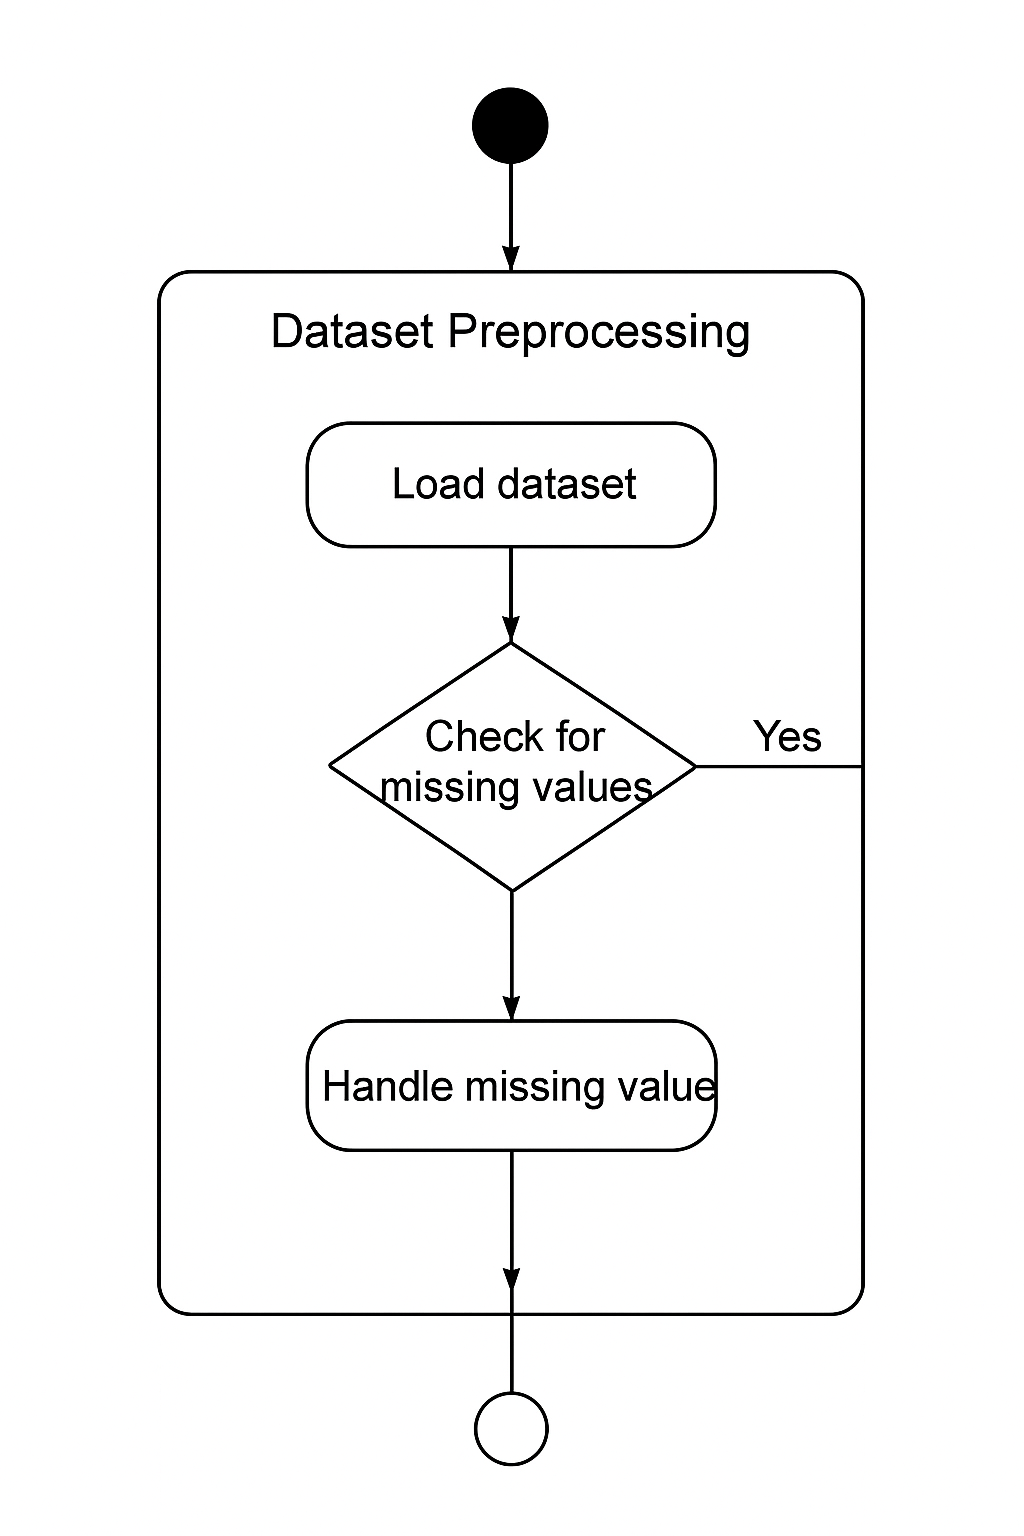 Dataset Preprocessing
Load dataset
Check for
missing values
Yes
Handle missing value